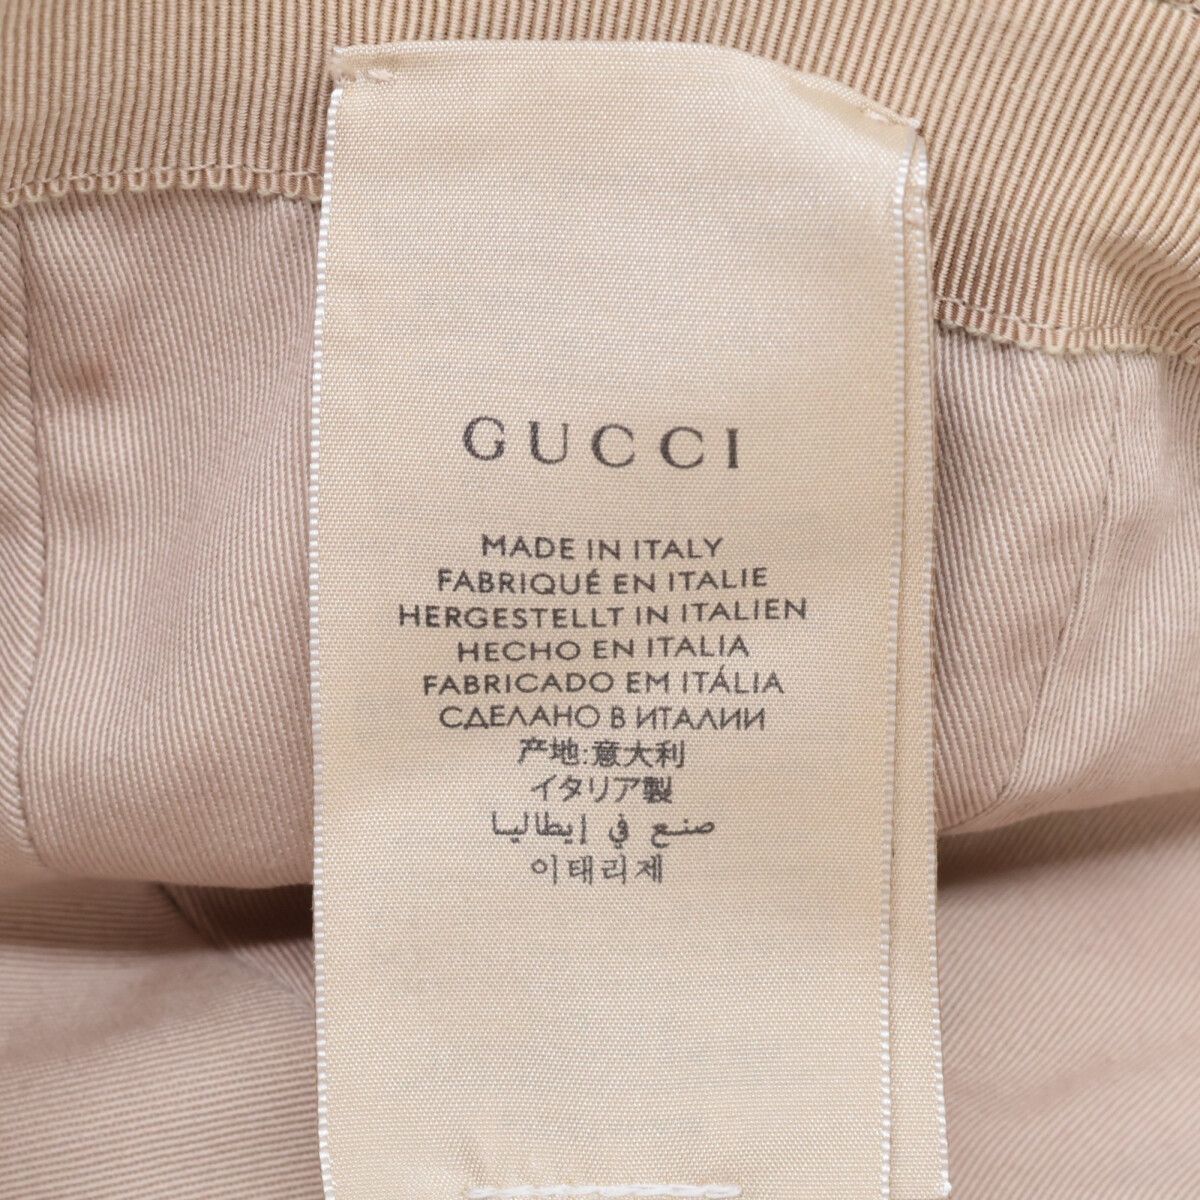 GUCCI
MADE IN ITALY
FABRIQUÉ EN ITALIE
HERGESTELLT IN ITALIEN
HECHO EN ITALIA
FABRICADO EM ITÁLIA
СДЕЛАНО В ИТАЛИИ
产地:意大利
イタリア製
صنع في إيطاليا
이태리제